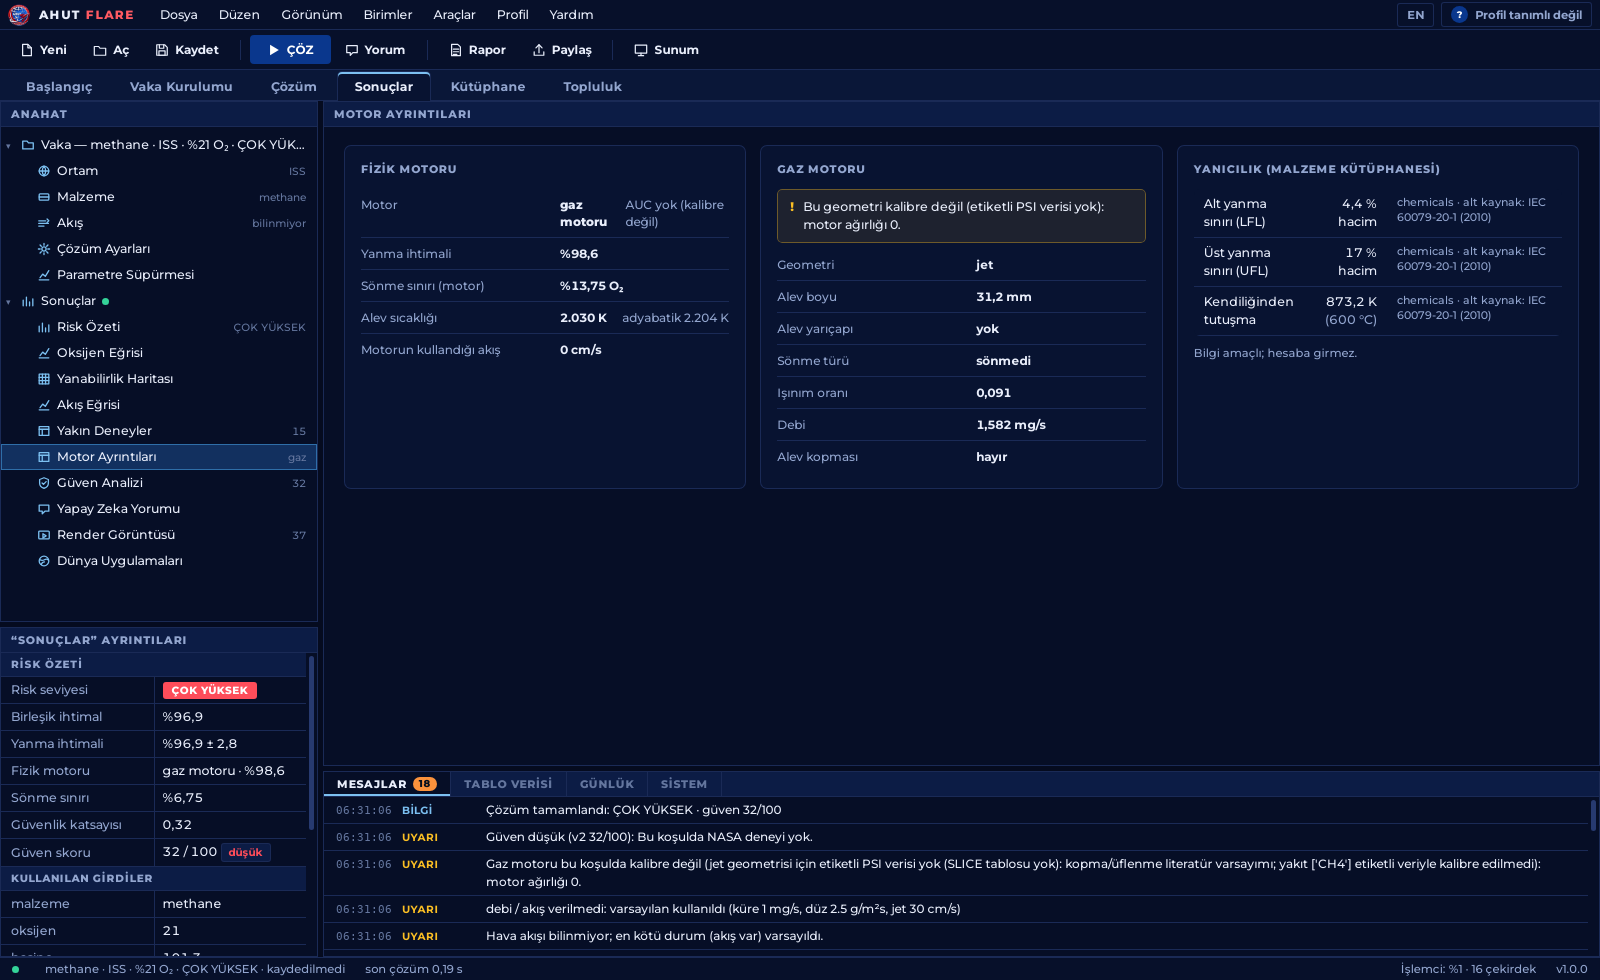 AHUT FLARE
Dosya Düzen Görünüm Birimler Araçlar Profil Yardım
EN
? Profil tanımlı değil
Yeni Aç Kaydet ÇÖZ Yorum Rapor Paylaş Sunum
Başlangıç Vaka Kurulumu Çözüm Sonuçlar Kütüphane Topluluk
ANAHAT
Vaka — methane · ISS · %21 O₂ · ÇOK YÜK...
Ortam ISS
Malzeme methane
Akış bilinmiyor
Çözüm Ayarları
Parametre Süpürmesi
Sonuçlar
Risk Özeti ÇOK YÜKSEK
Oksijen Eğrisi
Yanabilirlik Haritası
Akış Eğrisi
Yakın Deneyler 15
Motor Ayrıntıları gaz
Güven Analizi 32
Yapay Zeka Yorumu
Render Görüntüsü 37
Dünya Uygulamaları
“SONUÇLAR” AYRINTILARI
RİSK ÖZETİ
Risk seviyesi ÇOK YÜKSEK
Birleşik ihtimal %96,9
Yanma ihtimali %96,9 ± 2,8
Fizik motoru gaz motoru · %98,6
Sönme sınırı %6,75
Güvenlik katsayısı 0,32
Güven skoru 32 / 100 düşük
KULLANILAN GİRDİLER
malzeme methane
oksijen 21
MOTOR AYRINTILARI
FİZİK MOTORU
Motor gaz motoru AUC yok (kalibre değil)
Yanma ihtimali %98,6
Sönme sınırı (motor) %13,75 O₂
Alev sıcaklığı 2.030 K adyabatik 2.204 K
Motorun kullandığı akış 0 cm/s
GAZ MOTORU
! Bu geometri kalibre değil (etiketli PSI verisi yok):
motor ağırlığı 0.
Geometri jet
Alev boyu 31,2 mm
Alev yarıçapı yok
Sönme türü sönmedi
Işınım oranı 0,091
Debi 1,582 mg/s
Alev kopması hayır
YANICILIK (MALZEME KÜTÜPHANESİ)
Alt yanma 4,4 % chemicals · alt kaynak: IEC
sınırı (LFL) hacim 60079-20-1 (2010)
Üst yanma 17 % chemicals · alt kaynak: IEC
sınırı (UFL) hacim 60079-20-1 (2010)
Kendiliğinden 873,2 K chemicals · alt kaynak: IEC
tutuşma (600 °C) 60079-20-1 (2010)
Bilgi amaçlı; hesaba girmez.
MESAJLAR 18 TABLO VERİSİ GÜNLÜK SİSTEM
06:31:06 BİLGİ Çözüm tamamlandı: ÇOK YÜKSEK · güven 32/100
06:31:06 UYARI Güven düşük (v2 32/100): Bu koşulda NASA deneyi yok.
06:31:06 UYARI Gaz motoru bu koşulda kalibre değil (jet geometrisi için etiketli PSI verisi yok (SLICE tablosu yok): kopma/üflenme literatür varsayımı; yakıt ['CH4'] etiketli veriyle kalibre edilmedi):
motor ağırlığı 0.
06:31:06 UYARI debi / akış verilmedi: varsayılan kullanıldı (küre 1 mg/s, düz 2.5 g/m²s, jet 30 cm/s)
06:31:06 UYARI Hava akışı bilinmiyor; en kötü durum (akış var) varsayıldı.
methane · ISS · %21 O₂ · ÇOK YÜKSEK · kaydedilmedi son çözüm 0,19 s
İşlemci: %1 · 16 çekirdek v1.0.0